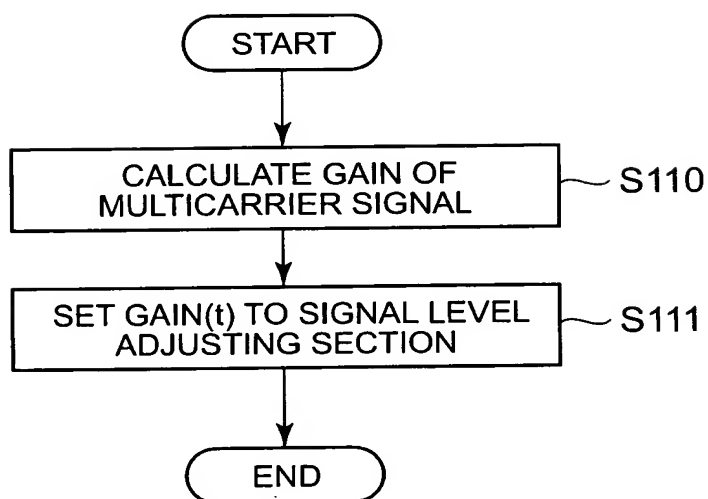 START
CALCULATE GAIN OF
MULTICARRIER SIGNAL
S110
SET GAIN(t) TO SIGNAL LEVEL
ADJUSTING SECTION
S111
END